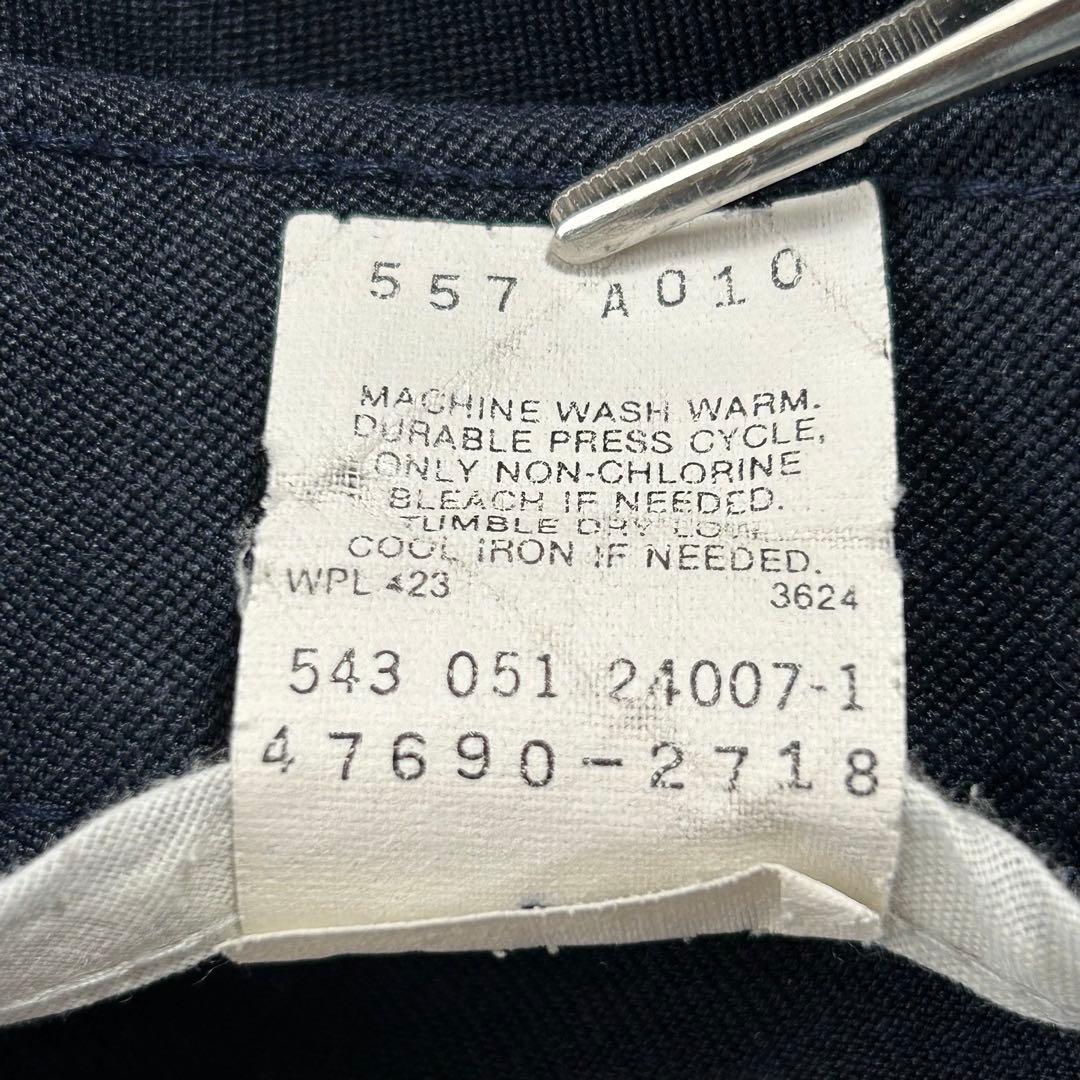 557 A010
MACHINE WASH WARM.
DURABLE PRESS CYCLE,
ONLY NON-CHLORINE
BLEACH IF NEEDED.
TUMBLE DRY LOW,
COOL IRON IF NEEDED.
WPL 423 3624
543 051 24007-1
47690-2718